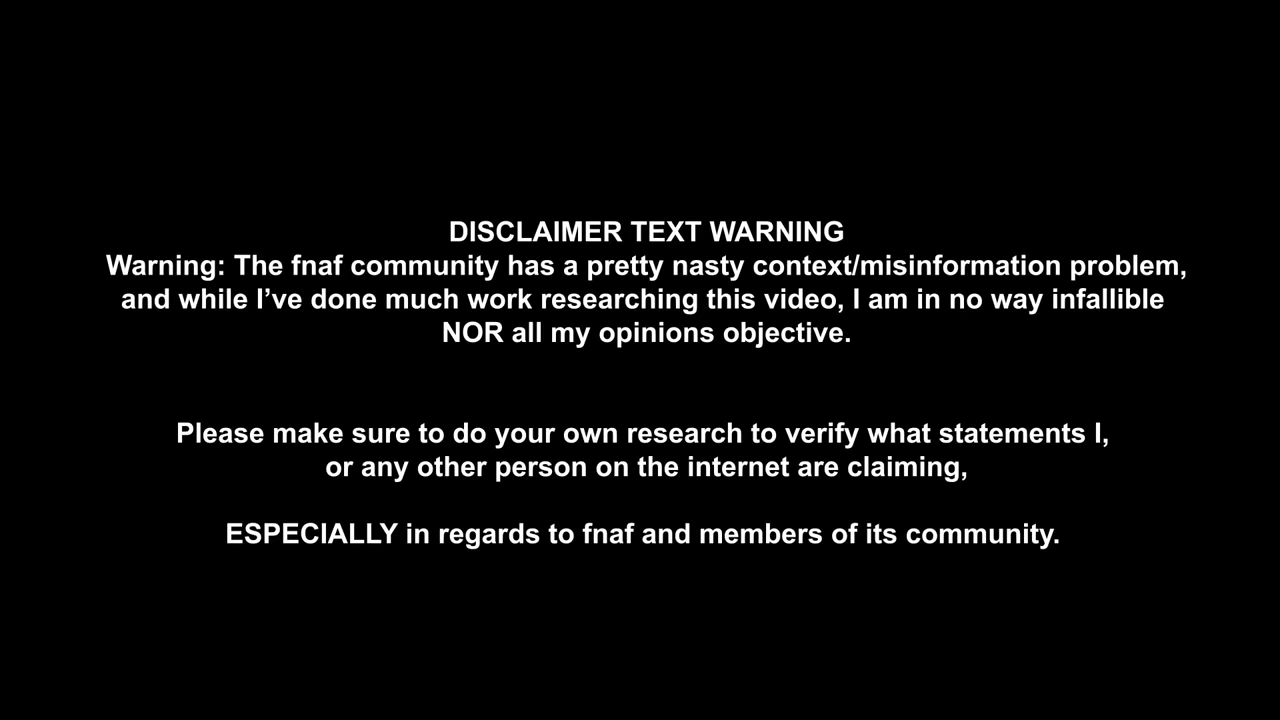 DISCLAIMER TEXT WARNING
Warning: The fnaf community has a pretty nasty context/misinformation problem,
and while I’ve done much work researching this video, I am in no way infallible
NOR all my opinions objective.
Please make sure to do your own research to verify what statements I,
or any other person on the internet are claiming,
ESPECIALLY in regards to fnaf and members of its community.